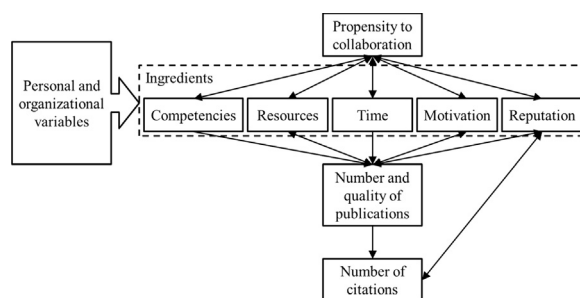 Propensity to
collaboration
Personal and
organizational
variables
Ingredients
Competencies
Resources
Time
Motivation
Reputation
Number and
quality of
publications
Number of
citations